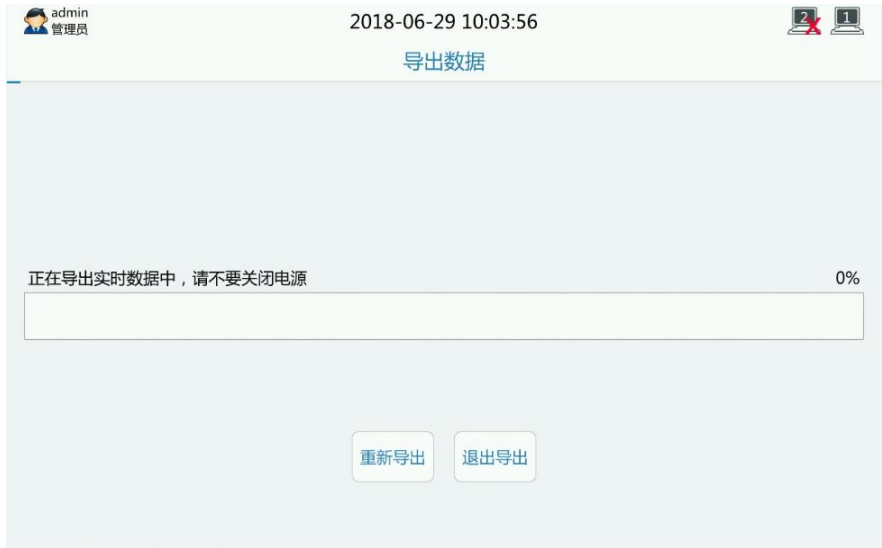 admin
管理员
2018-06-29 10:03:56
2
1
导出数据
正在导出实时数据中，请不要关闭电源
0%
重新导出
退出导出